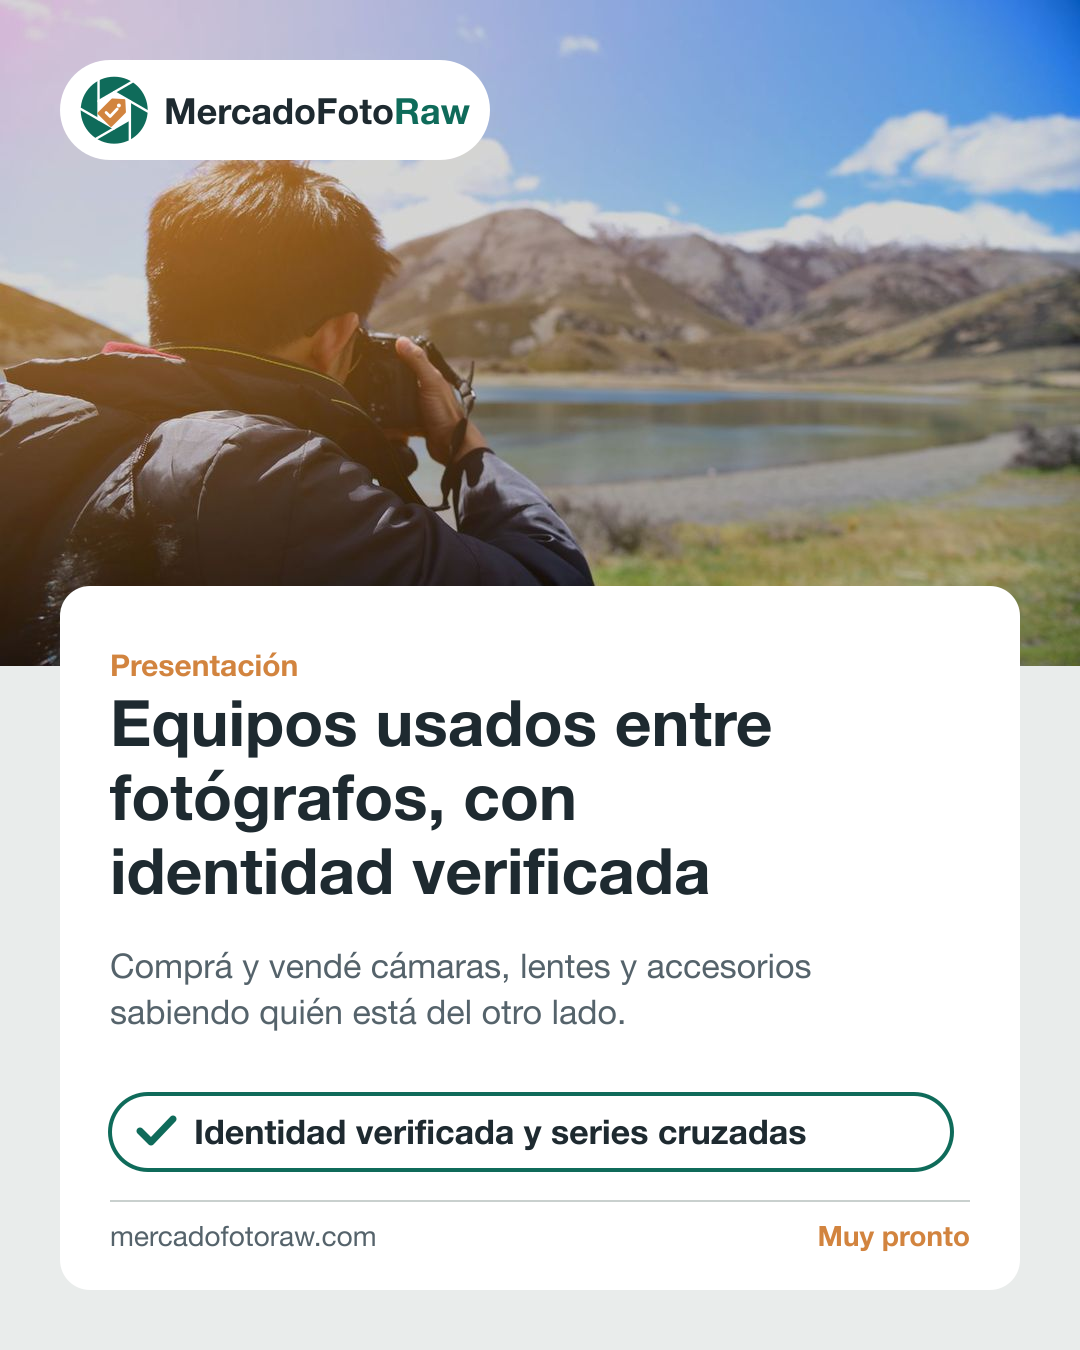 MercadoFotoRaw
Presentación
Equipos usados entre
fotógrafos, con
identidad verificada
Comprá y vendé cámaras, lentes y accesorios
sabiendo quién está del otro lado.
Identidad verificada y series cruzadas
mercadofotoraw.com
Muy pronto